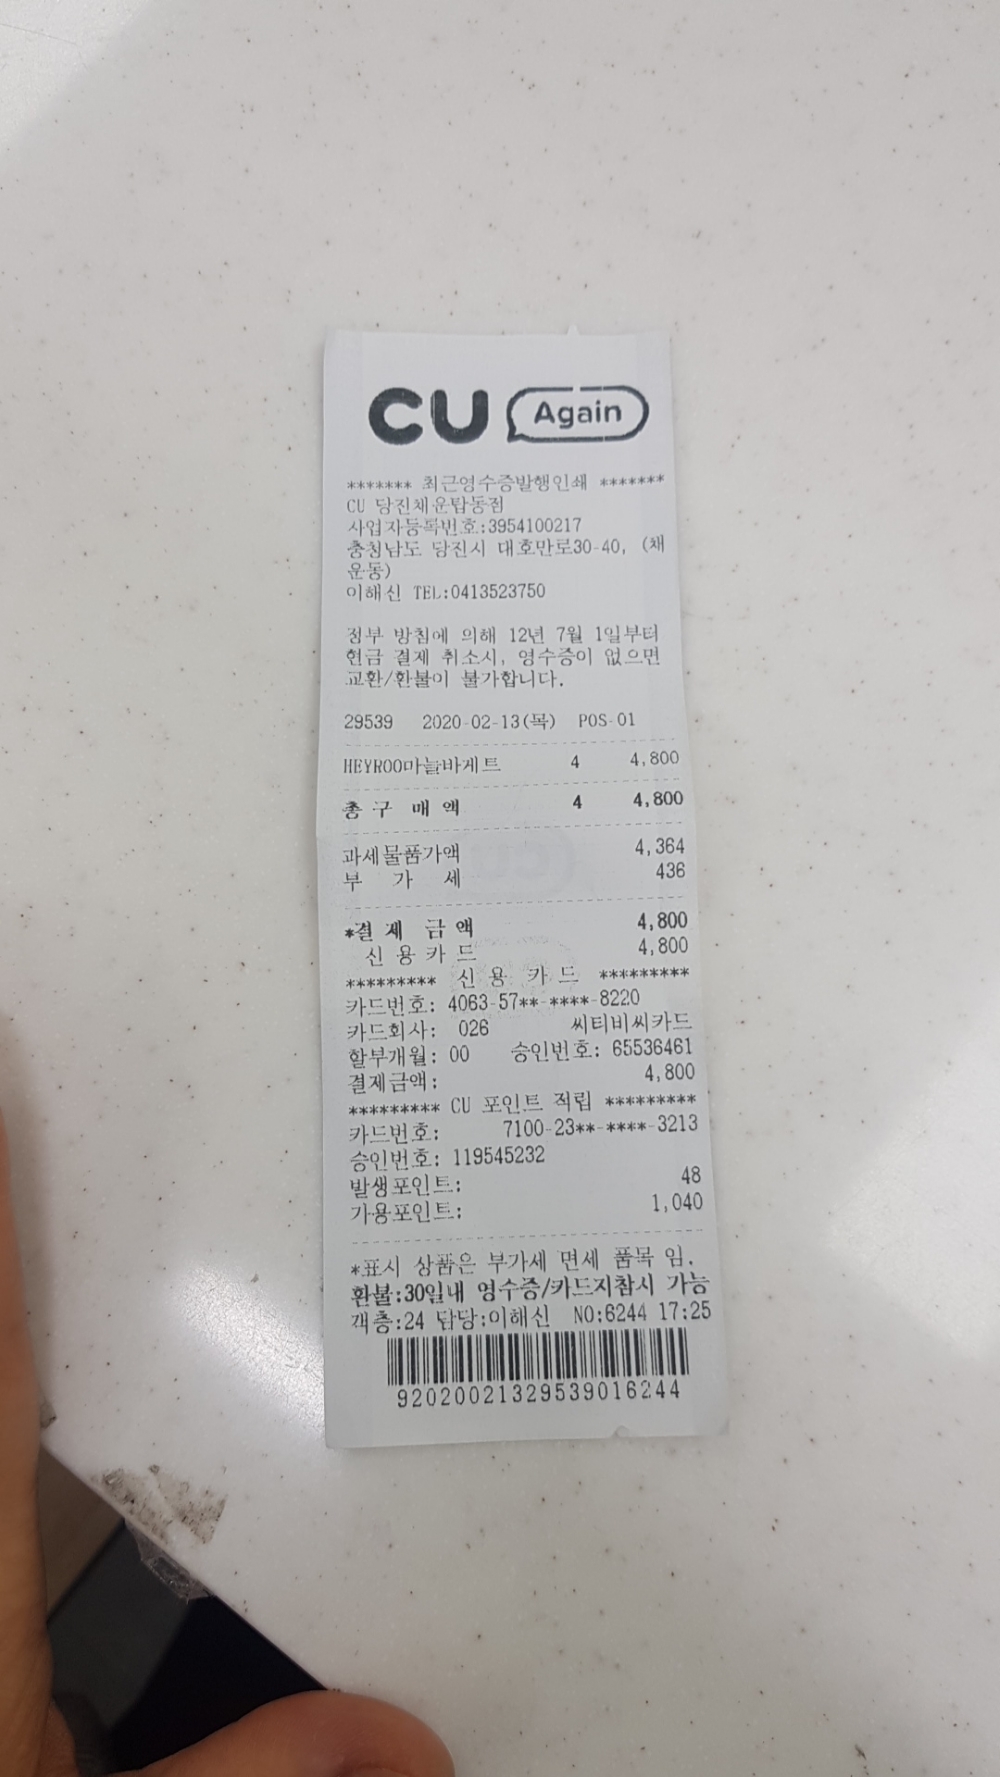 CU Again
******* 최근영수증발행인쇄 *******
CU 당진채운탑동점
사업자등록번호:3954100217
충청남도 당진시 대호만로30-40, (채
운동)
이해신 TEL:0413523750
정부 방침에 의해 12년 7월 1일부터
현금 결제 취소시, 영수증이 없으면
교환/환불이 불가합니다.
29539 2020-02-13(목) POS-01
HEYROO마늘바게트 4 4,800
총 구 매 액 4 4,800
과세물품가액 4,364
부 가 세 436
*결 제 금 액 4,800
신 용 카 드 4,800
********* 신 용 카 드 *********
카드번호: 4063-57**-****-8220
카드회사: 026 씨티비씨카드
할부개월: 00 승인번호: 65536461
결제금액: 4,800
********* CU 포인트 적립 *********
카드번호: 7100-23**-****-3213
승인번호: 119545232
발생포인트: 48
가용포인트: 1,040
*표시 상품은 부가세 면세 품목 임.
환불:30일내 영수증/카드지참시 가능
객층:24 담당:이해신 NO:6244 17:25
92020021329539016244